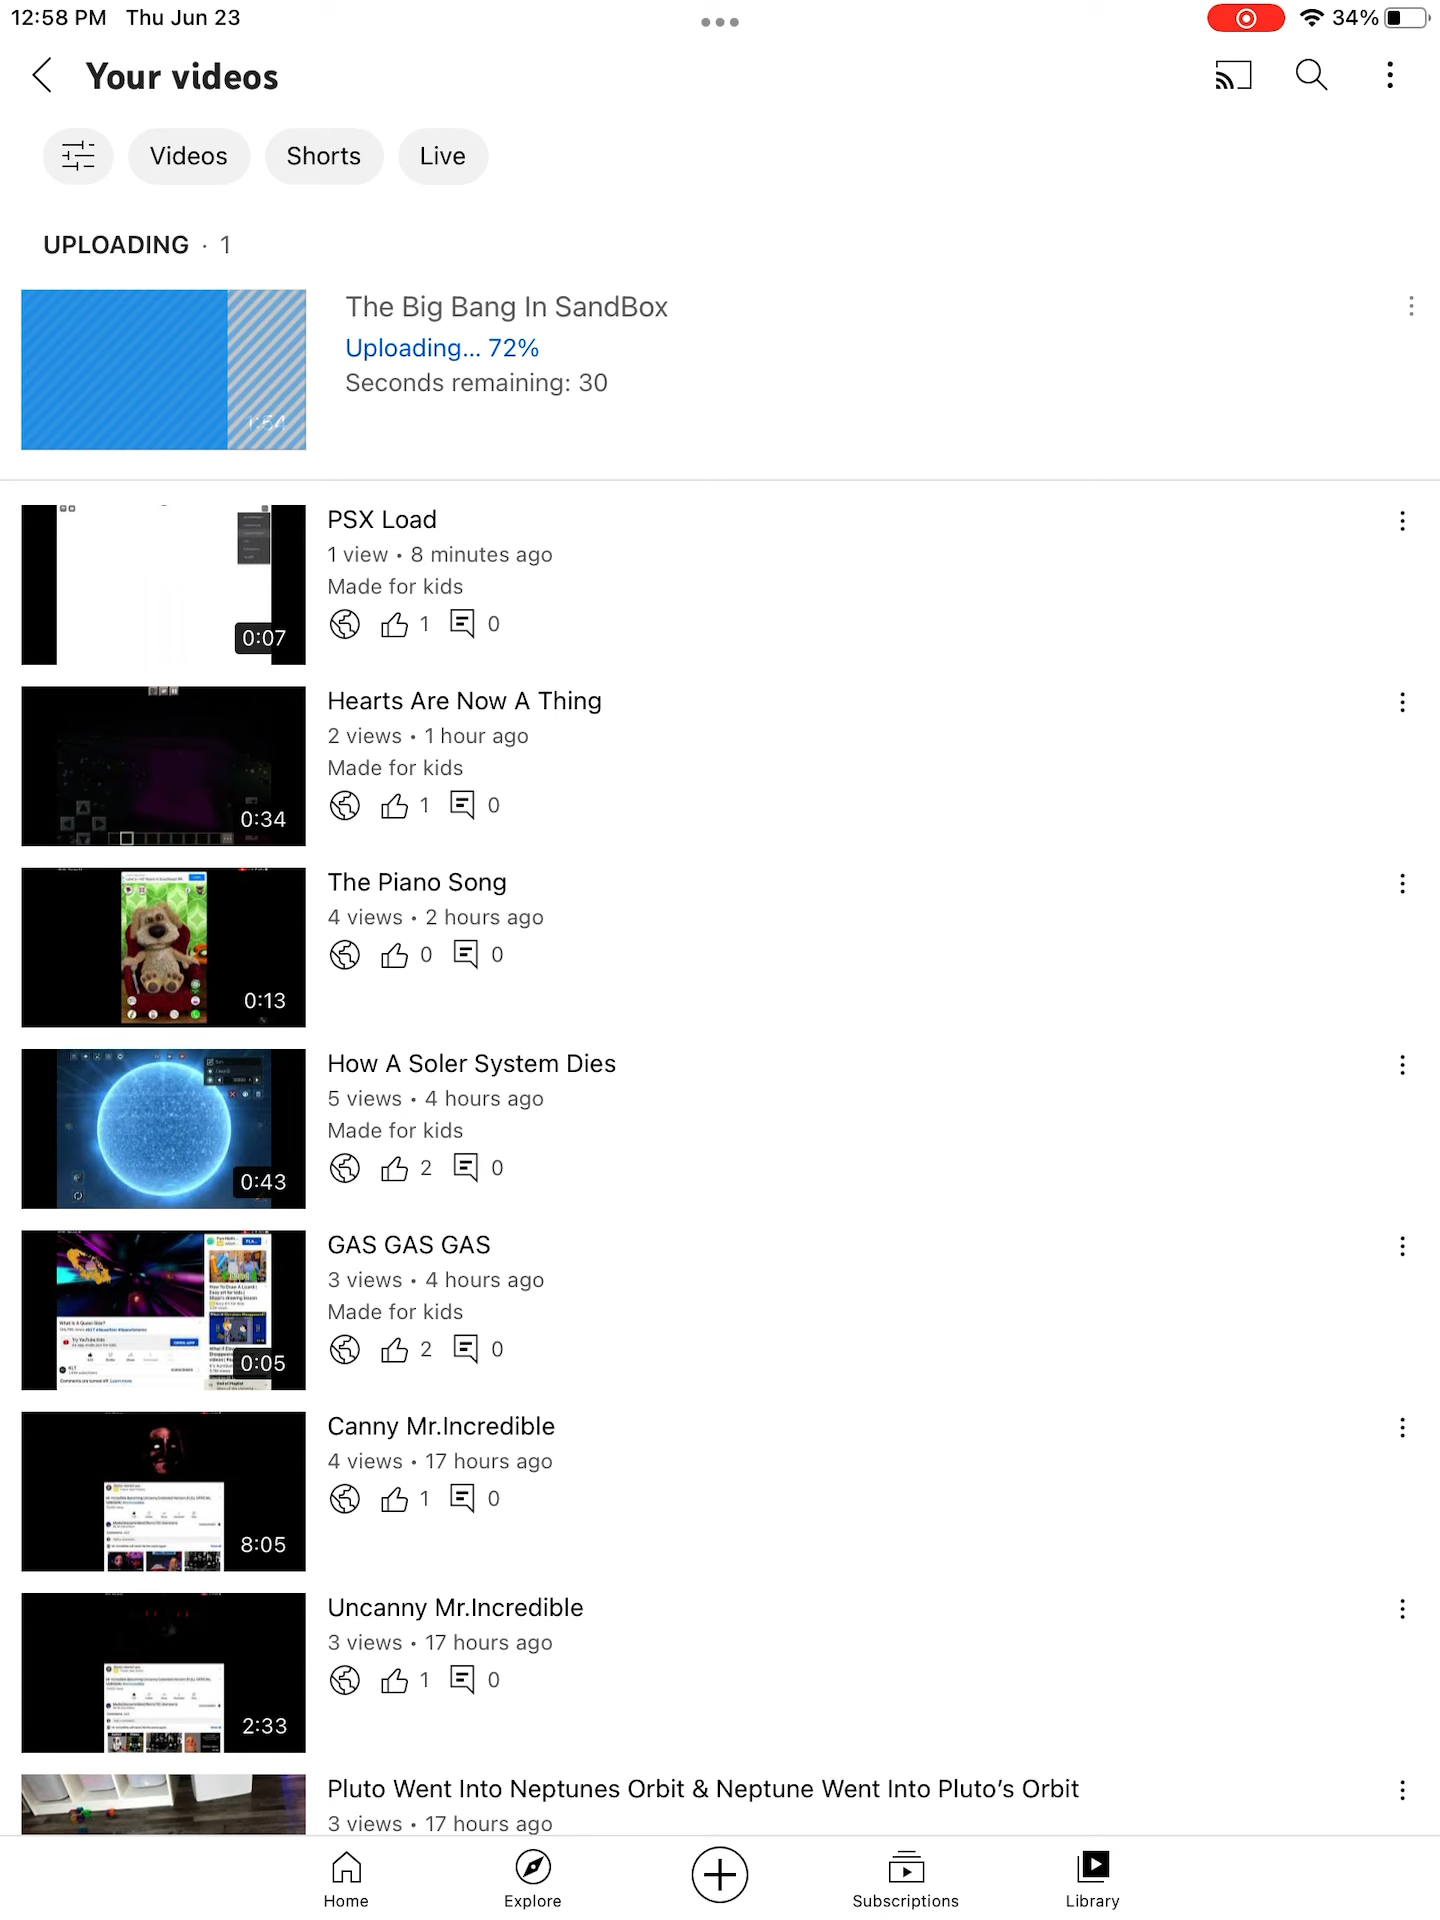 12:58 PM Thu Jun 23
34%
Your videos
Videos
Shorts
Live
UPLOADING · 1
The Big Bang In SandBox
Uploading... 72%
Seconds remaining: 30
1:54
PSX Load
1 view • 8 minutes ago
Made for kids
1
0
0:07
Hearts Are Now A Thing
2 views • 1 hour ago
Made for kids
1
0
0:34
The Piano Song
4 views • 2 hours ago
0
0
0:13
How A Soler System Dies
5 views • 4 hours ago
Made for kids
2
0
0:43
GAS GAS GAS
3 views • 4 hours ago
Made for kids
2
0
0:05
Canny Mr.Incredible
4 views • 17 hours ago
1
0
8:05
Uncanny Mr.Incredible
3 views • 17 hours ago
1
0
2:33
Pluto Went Into Neptunes Orbit & Neptune Went Into Pluto’s Orbit
3 views • 17 hours ago
Home
Explore
Subscriptions
Library